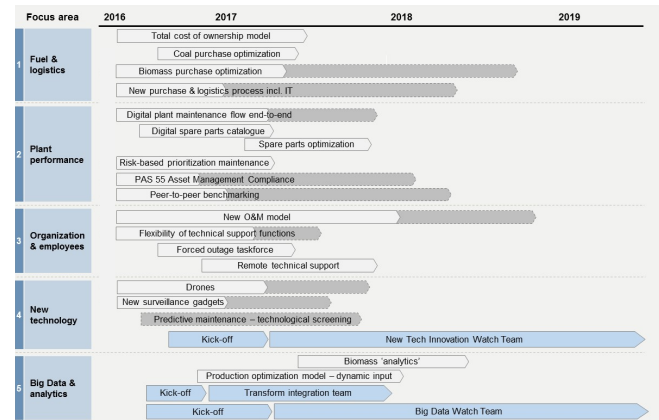 Focus area 2016 2017 2018 2019
1
Fuel &
logistics
Total cost of ownership model
Coal purchase optimization
Biomass purchase optimization
New purchase & logistics process incl. IT
2
Plant
performance
Digital plant maintenance flow end-to-end
Digital spare parts catalogue
Spare parts optimization
Risk-based prioritization maintenance
PAS 55 Asset Management Compliance
Peer-to-peer benchmarking
3
Organization
& employees
New O&M model
Flexibility of technical support functions
Forced outage taskforce
Remote technical support
4
New
technology
Drones
New surveillance gadgets
Predictive maintenance – technological screening
Kick-off New Tech Innovation Watch Team
5
Big Data &
analytics
Biomass 'analytics'
Production optimization model – dynamic input
Kick-off Transform integration team
Kick-off Big Data Watch Team